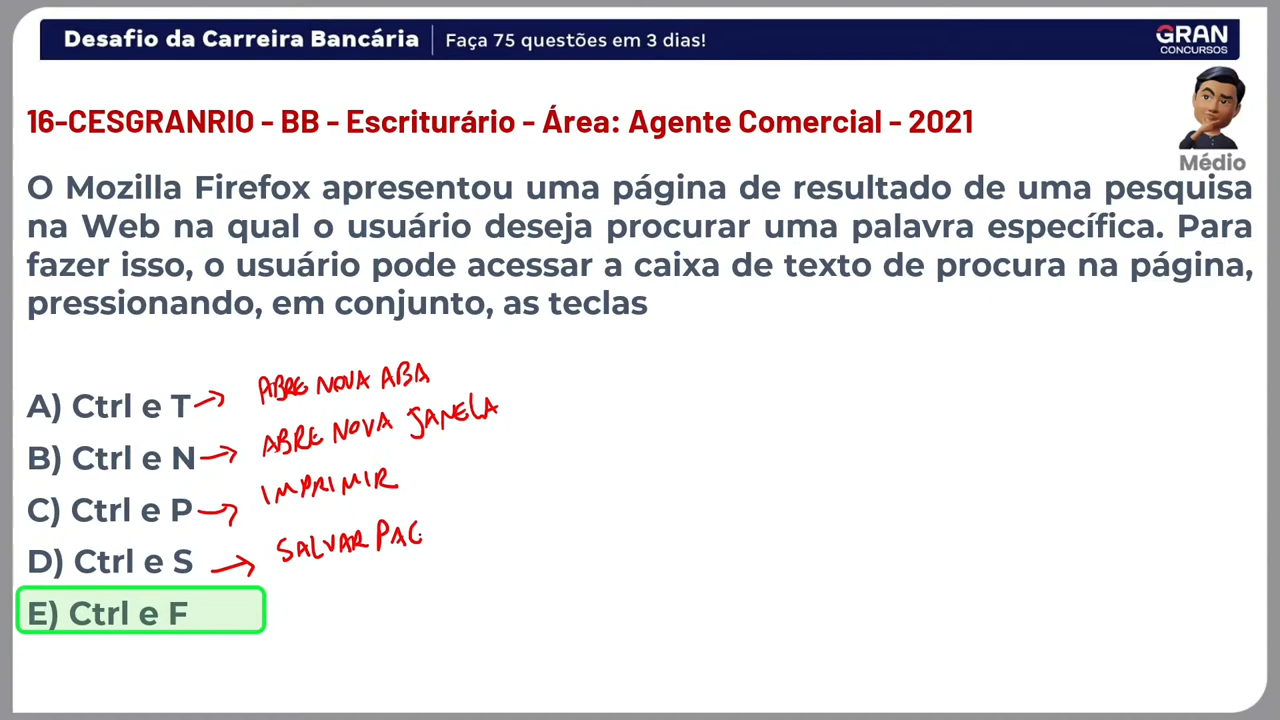 Desafio da Carreira Bancária | Faça 75 questões em 3 dias!
GRAN
CONCURSOS
16-CESGRANRIO - BB - Escriturário - Área: Agente Comercial - 2021
Médio
O Mozilla Firefox apresentou uma página de resultado de uma pesquisa
na Web na qual o usuário deseja procurar uma palavra específica. Para
fazer isso, o usuário pode acessar a caixa de texto de procura na página,
pressionando, em conjunto, as teclas
A) Ctrl e T → ABRE NOVA ABA
B) Ctrl e N → ABRE NOVA JANELA
C) Ctrl e P → IMPRIMIR
D) Ctrl e S → SALVAR PAG
E) Ctrl e F